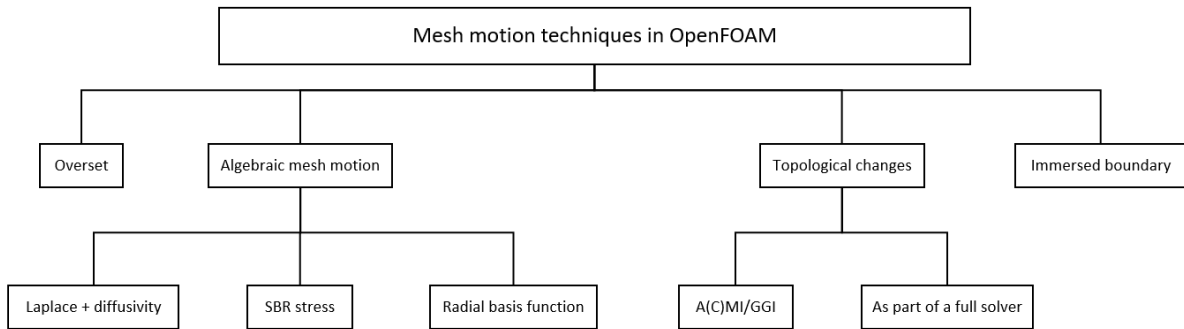 Mesh motion techniques in OpenFOAM
Overset
Algebraic mesh motion
Topological changes
Immersed boundary
Laplace + diffusivity
SBR stress
Radial basis function
A(C)MI/GGI
As part of a full solver